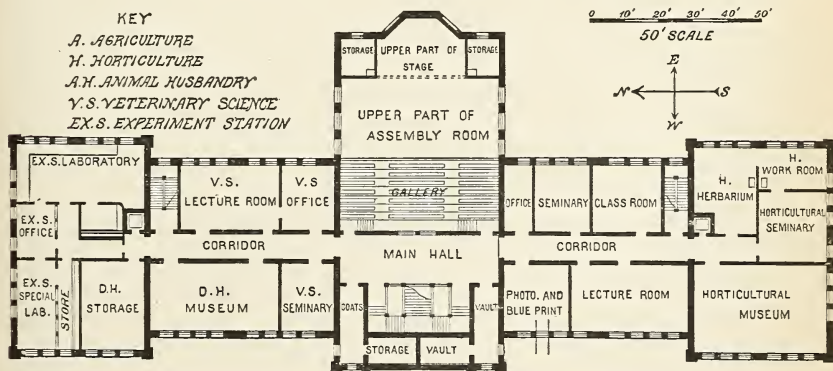 KEY
A. AGRICULTURE
H. HORTICULTURE
A.H. ANIMAL HUSBANDRY
V.S. VETERINARY SCIENCE
EX.S. EXPERIMENT STATION
0 10' 20' 30' 40' 50'
50' SCALE
E
N S
W
STORAGE
UPPER PART OF
STAGE
STORAGE
UPPER PART OF
ASSEMBLY ROOM
GALLERY
EX.S. LABORATORY
V.S.
LECTURE ROOM
V.S
OFFICE
OFFICE
SEMINARY
CLASS ROOM
H.
HERBARIUM
H.
WORK ROOM
HORTICULTURAL
SEMINARY
EX.S.
OFFICE
CORRIDOR
MAIN HALL
CORRIDOR
EX.S
SPECIAL
LAB.
STORE
D.H.
STORAGE
D.H.
MUSEUM
V.S.
SEMINARY
COATS
VAULT
PHOTO. AND
BLUE PRINT
LECTURE ROOM
HORTICULTURAL
MUSEUM
STORAGE
VAULT